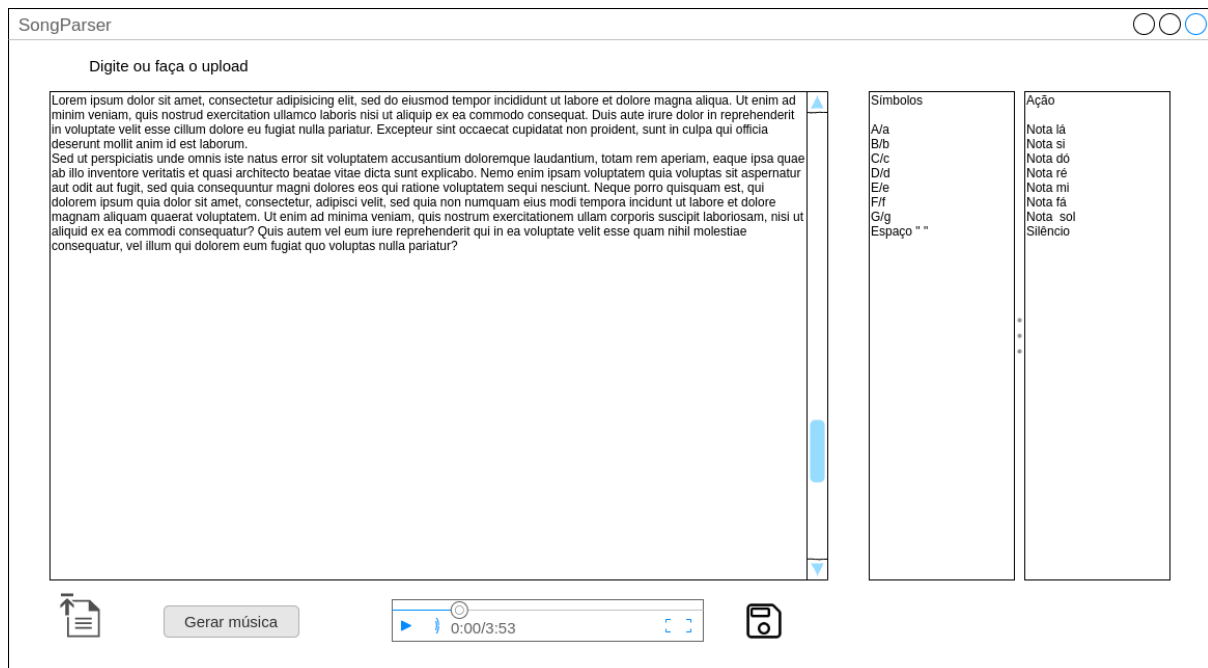 SongParser
Digite ou faça o upload
Lorem ipsum dolor sit amet, consectetur adipisicing elit, sed do eiusmod tempor incididunt ut labore et dolore magna aliqua. Ut enim ad
minim veniam, quis nostrud exercitation ullamco laboris nisi ut aliquip ex ea commodo consequat. Duis aute irure dolor in reprehenderit
in voluptate velit esse cillum dolore eu fugiat nulla pariatur. Excepteur sint occaecat cupidatat non proident, sunt in culpa qui officia
deserunt mollit anim id est laborum.
Sed ut perspiciatis unde omnis iste natus error sit voluptatem accusantium doloremque laudantium, totam rem aperiam, eaque ipsa quae
ab illo inventore veritatis et quasi architecto beatae vitae dicta sunt explicabo. Nemo enim ipsam voluptatem quia voluptas sit aspernatur
aut odit aut fugit, sed quia consequuntur magni dolores eos qui ratione voluptatem sequi nesciunt. Neque porro quisquam est, qui
dolorem ipsum quia dolor sit amet, consectetur, adipisci velit, sed quia non numquam eius modi tempora incidunt ut labore et dolore
magnam aliquam quaerat voluptatem. Ut enim ad minima veniam, quis nostrum exercitationem ullam corporis suscipit laboriosam, nisi ut
aliquid ex ea commodi consequatur? Quis autem vel eum iure reprehenderit qui in ea voluptate velit esse quam nihil molestiae
consequatur, vel illum qui dolorem eum fugiat quo voluptas nulla pariatur?
Símbolos
A/a
B/b
C/c
D/d
E/e
F/f
G/g
Espaço " "
Ação
Nota lá
Nota si
Nota dó
Nota ré
Nota mi
Nota fá
Nota  sol
Silêncio
Gerar música
0:00/3:53